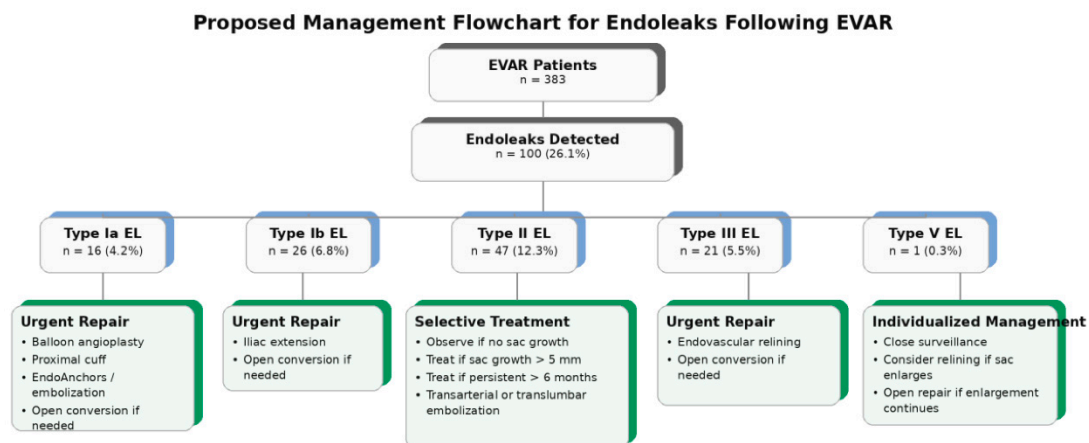 Proposed Management Flowchart for Endoleaks Following EVAR
EVAR Patients
n = 383
Endoleaks Detected
n = 100 (26.1%)
Type Ia EL
n = 16 (4.2%)
Type Ib EL
n = 26 (6.8%)
Type II EL
n = 47 (12.3%)
Type III EL
n = 21 (5.5%)
Type V EL
n = 1 (0.3%)
Urgent Repair
• Balloon angioplasty
• Proximal cuff
• EndoAnchors /
embolization
• Open conversion if
needed
Urgent Repair
• Iliac extension
• Open conversion if
needed
Selective Treatment
• Observe if no sac growth
• Treat if sac growth > 5 mm
• Treat if persistent > 6 months
• Transarterial or translumbar
embolization
Urgent Repair
• Endovascular relining
• Open conversion if
needed
Individualized Management
• Close surveillance
• Consider relining if sac
enlarges
• Open repair if enlargement
continues